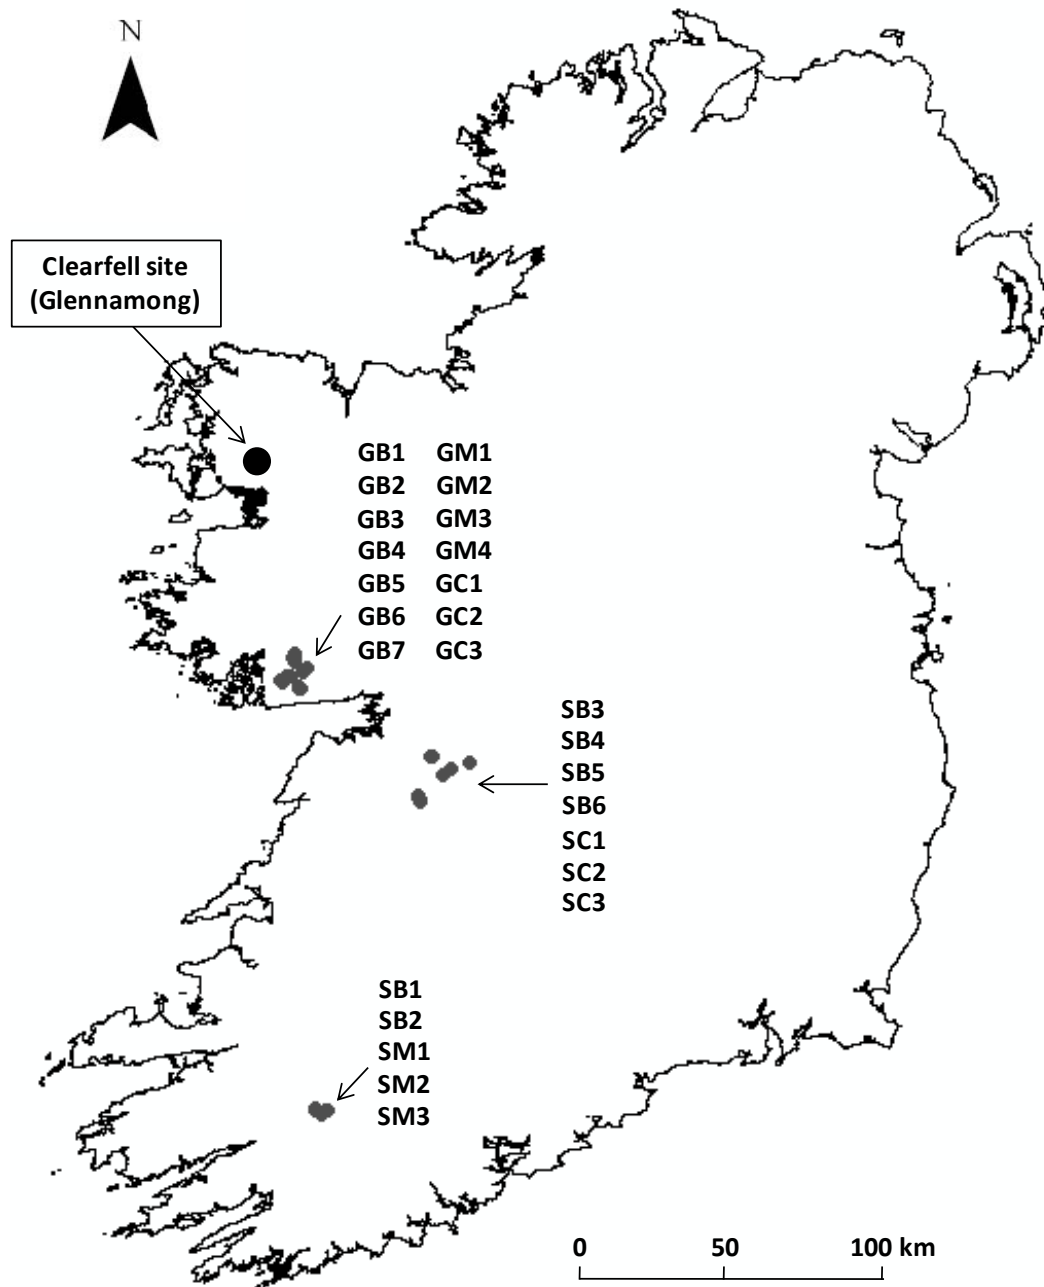 N
Clearfell site
(Glennamong)
GB1 GM1
GB2 GM2
GB3 GM3
GB4 GM4
GB5 GC1
GB6 GC2
GB7 GC3
SB3
SB4
SB5
SB6
SC1
SC2
SC3
SB1
SB2
SM1
SM2
SM3
0 50 100 km